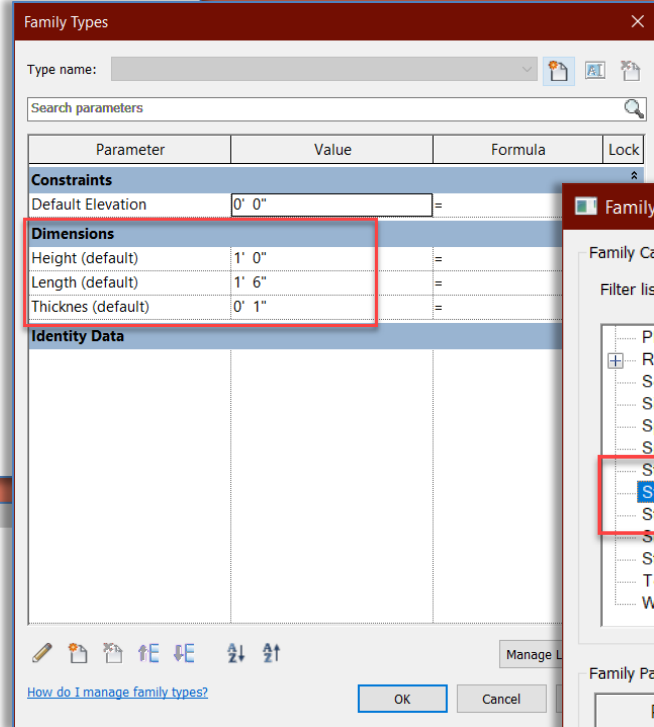 Family Types
Type name:
Search parameters
Parameter Value Formula Lock
Constraints
Default Elevation 0' 0" =
Dimensions
Height (default) 1' 0" =
Length (default) 1' 6" =
Thicknes (default) 0' 1" =
Identity Data
Manage L
How do I manage family types?
OK Cancel
Family
Family Ca
Filter lis
P
R
S
S
S
S
S
S
S
S
S
T
W
Family Pa